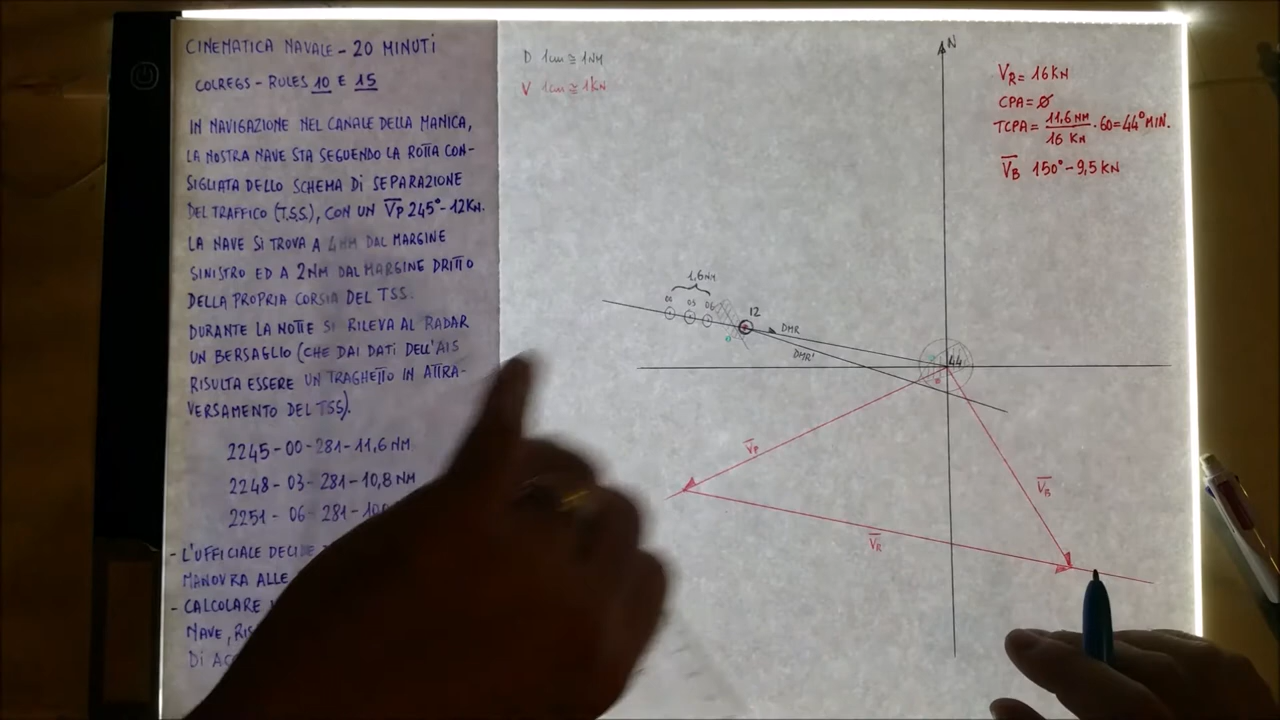 CINEMATICA NAVALE - 20 MINUTI
COLREGS - RULES 10 E 15
IN NAVIGAZIONE NEL CANALE DELLA MANICA,
LA NOSTRA NAVE STA SEGUENDO LA ROTTA CON-
SIGLIATA DELLO SCHEMA DI SEPARAZIONE
DEL TRAFFICO (T.S.S.), CON UN VP 245° - 12KN.
LA NAVE SI TROVA A 4NM DAL MARGINE
SINISTRO ED A 2NM DAL MARGINE DRITTO
DELLA PROPRIA CORSIA DEL TSS.
DURANTE LA NOTTE SI RILEVA AL RADAR
UN BERSAGLIO (CHE DAI DATI DELL'AIS
RISULTA ESSERE UN TRAGHETTO IN ATTRA-
VERSAMENTO DEL TSS).
2245 - 00 - 281 - 11,6 NM
2248 - 03 - 281 - 10,8 NM
2251 - 06 - 281
- L'UFFICIALE DECIDE
MANOVRA ALLE
- CALCOLARE
NAVE,
DI
D 1cm ≅ 1NM
V 1cm ≅ 1KN
N
VR = 16KN
CPA = Ø
TCPA = 11,6 NM / 16 KN · 60 = 44° MIN.
VB 150° - 9,5 KN
1,6NM
00 03 06 12
DMR
DMR'
44
VP
VB
VR